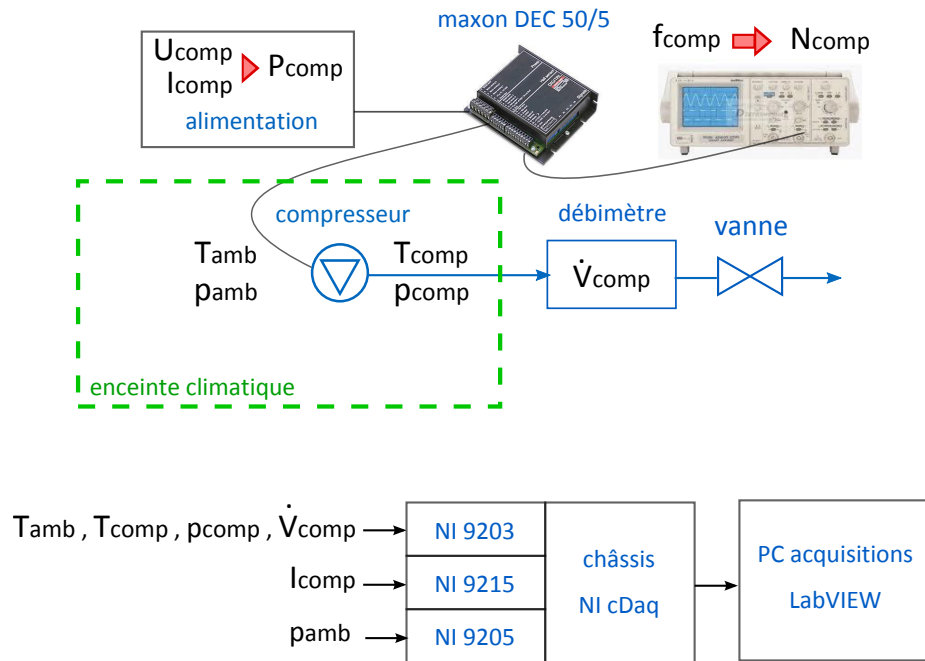 maxon DEC 50/5
fcomp Ncomp
Ucomp
Icomp
Pcomp
alimentation
compresseur
débimètre
vanne
Tamb
pamb
Tcomp
pcomp
V̇comp
enceinte climatique
Tamb , Tcomp , pcomp , V̇comp
NI 9203
Icomp
NI 9215
pamb
NI 9205
châssis
NI cDaq
PC acquisitions
LabVIEW